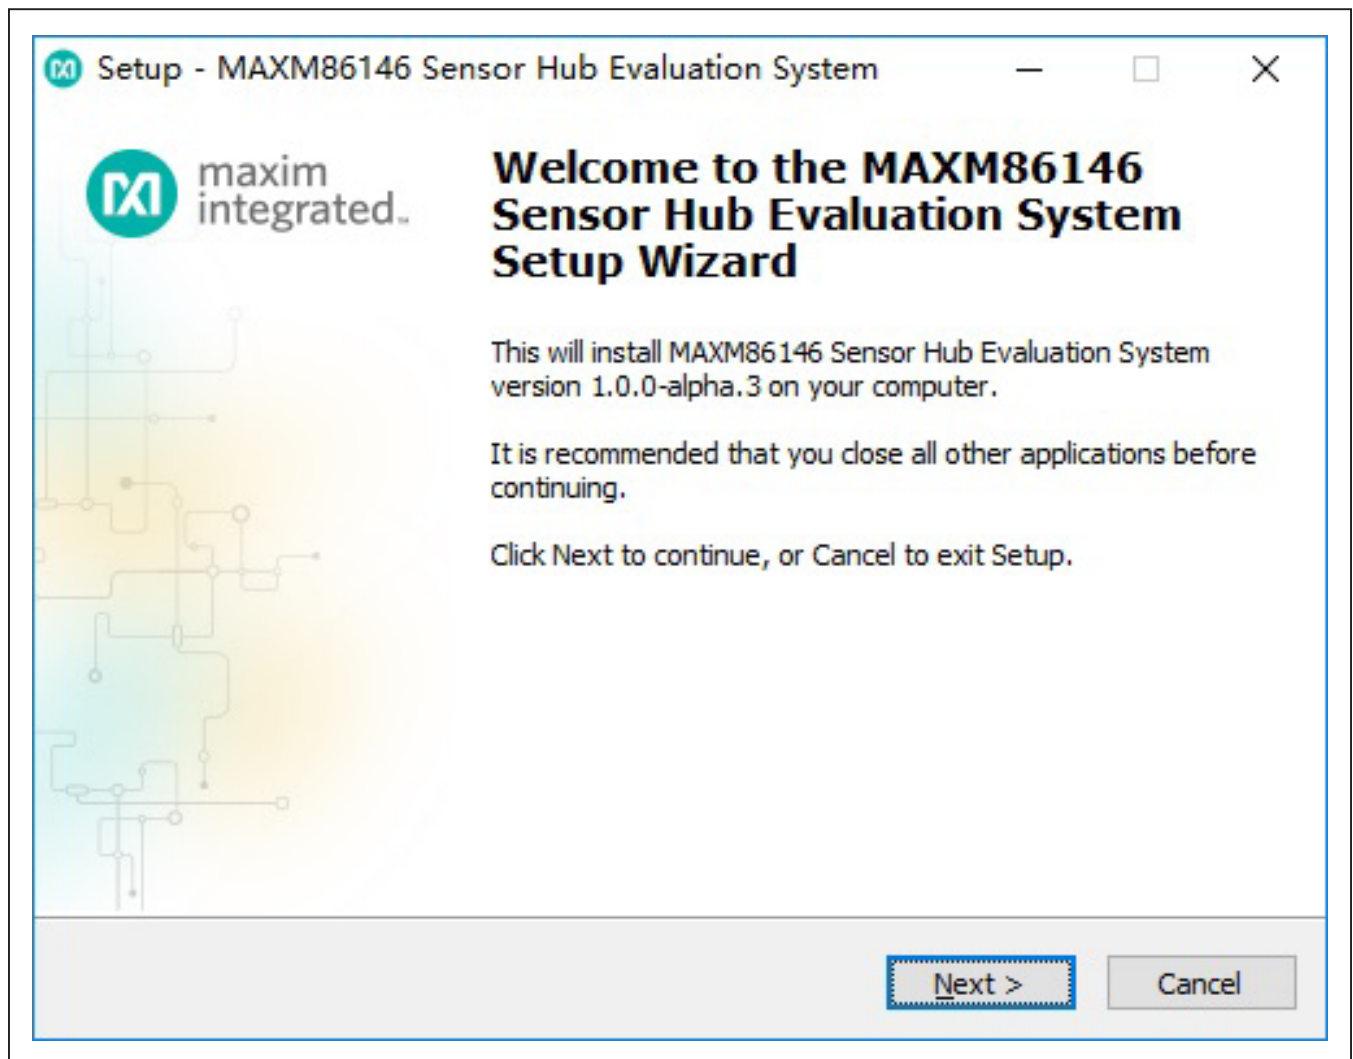 Setup - MAXM86146 Sensor Hub Evaluation System
maxim
integrated™
Welcome to the MAXM86146
Sensor Hub Evaluation System
Setup Wizard
This will install MAXM86146 Sensor Hub Evaluation System
version 1.0.0-alpha.3 on your computer.
It is recommended that you close all other applications before
continuing.
Click Next to continue, or Cancel to exit Setup.
Next >
Cancel